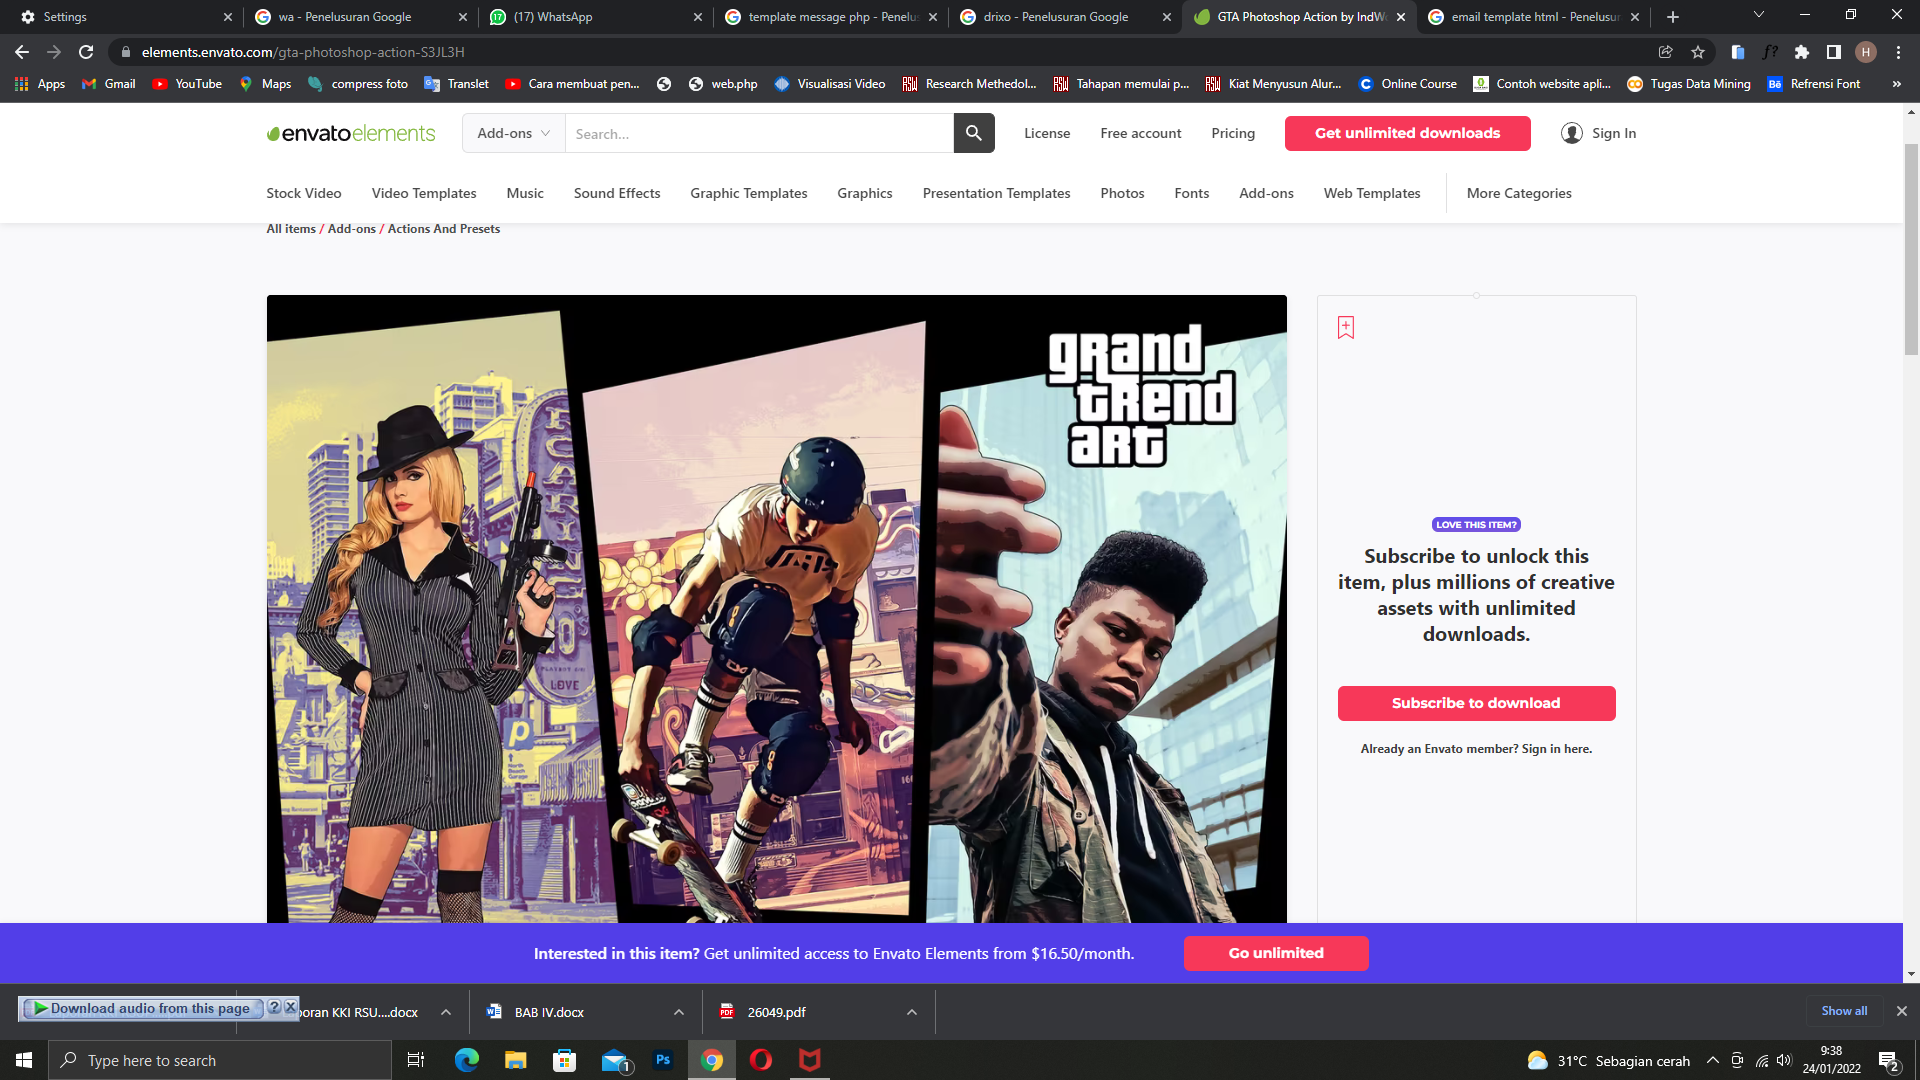 Settings
wa - Penelusuran Google
(17) WhatsApp
template message php - Penelus
drixo - Penelusuran Google
GTA Photoshop Action by IndW
email template html - Penelusur
elements.envato.com/gta-photoshop-action-S3JL3H
f?
H
Apps
Gmail
YouTube
Maps
compress foto
Translet
Cara membuat pen...
web.php
Visualisasi Video
Research Methedol...
Tahapan memulai p...
Kiat Menyusun Alur...
Online Course
Contoh website apli...
Tugas Data Mining
Refrensi Font
»
envato elements
Add-ons
Search...
License
Free account
Pricing
Get unlimited downloads
Sign In
Stock Video
Video Templates
Music
Sound Effects
Graphic Templates
Graphics
Presentation Templates
Photos
Fonts
Add-ons
Web Templates
More Categories
All items / Add-ons / Actions And Presets
grand
tRend
aRt
LOVE
LOVE THIS ITEM?
Subscribe to unlock this
item, plus millions of creative
assets with unlimited
downloads.
Subscribe to download
Already an Envato member? Sign in here.
Interested in this item? Get unlimited access to Envato Elements from $16.50/month.
Go unlimited
Download audio from this page
?
oran KKI RSU....docx
BAB IV.docx
26049.pdf
Show all
Type here to search
1
Ps
31°C Sebagian cerah
9:38
24/01/2022
2